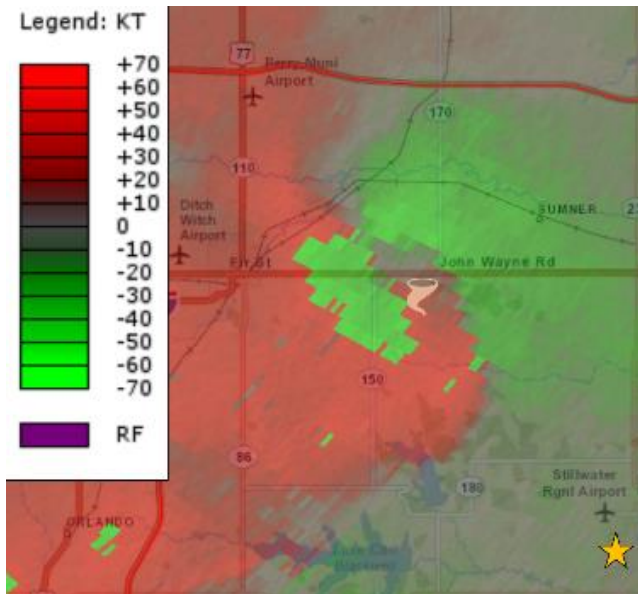 Legend: KT
+70
+60
+50
+40
+30
+20
+10
0
-10
-20
-30
-40
-50
-60
-70
RF
77
Perry Muni
Airport
170
110
Ditch
Witch
Airport
SUMNER
Fir St
John Wayne Rd
150
86
180
Stillwater
Rgnl Airport
ORLANDO